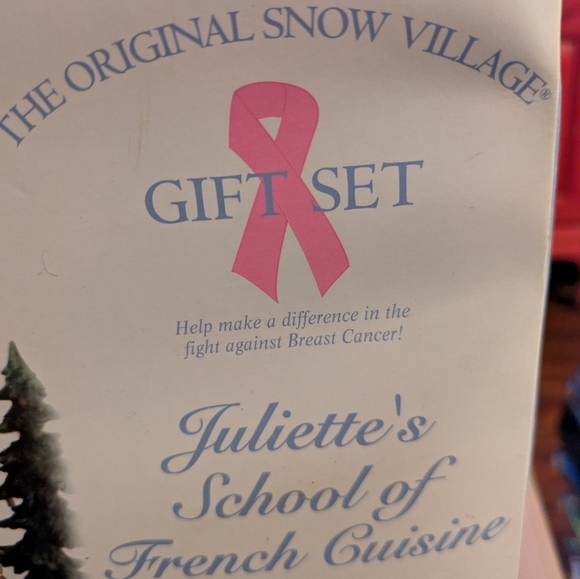 THE ORIGINAL SNOW VILLAGE®
GIFT SET
Help make a difference in the
fight against Breast Cancer!
Juliette's
School of
French Cuisine